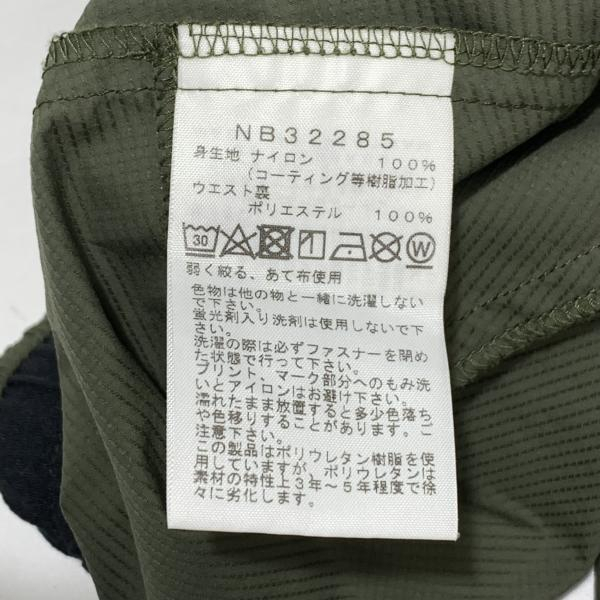 NB32285
身生地 ナイロン 100%
(コーティング等樹脂加工)
ウエスト裏
ポリエステル 100%
30 W
弱く絞る、あて布使用
色物は他の物と一緒に洗濯しない
で下さい。
蛍光剤入り洗剤は使用しないで下
さい。
洗濯の際は必ずファスナーを閉め
た状態で行って下さい。
プリント、マーク部分へのもみ洗
いとアイロンはお避け下さい。
濡れたまま放置すると多少色落ち
や色移りすることがあります。ご
注意下さい。
この製品はポリウレタン樹脂を使
用していますが、ポリウレタンは
素材の特性上3年～5年程度で徐
々に劣化します。